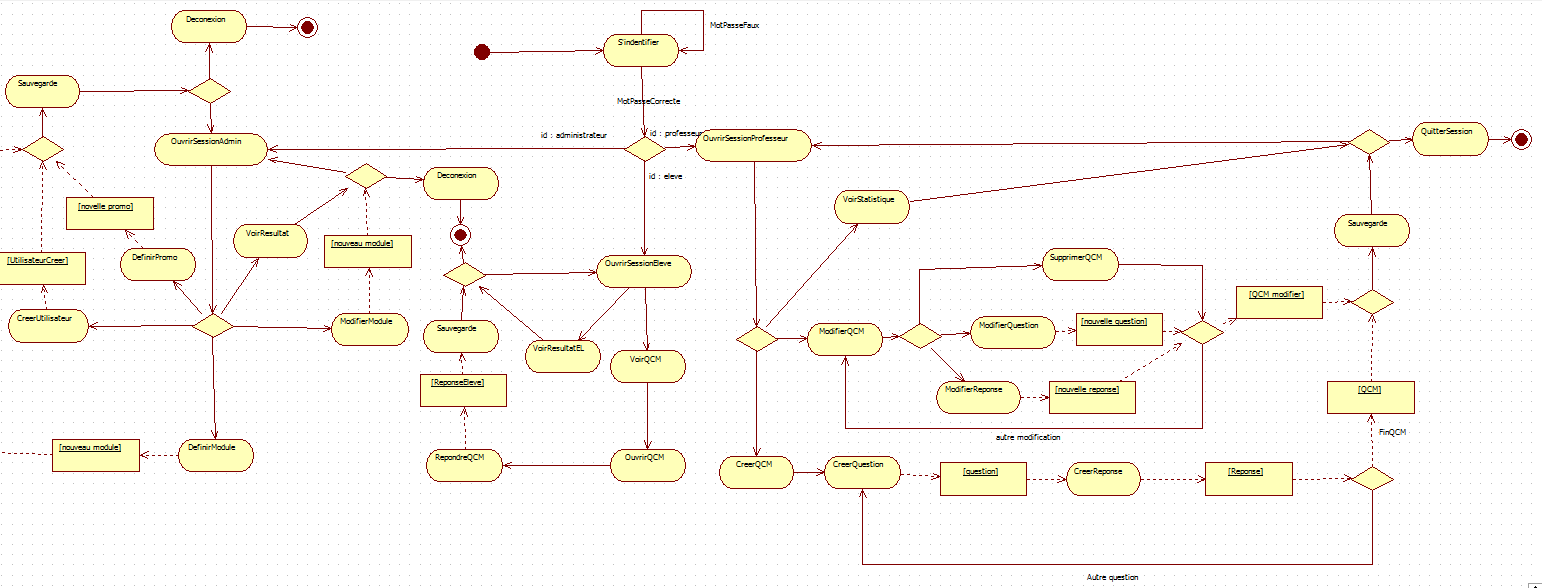 Deconexion
S'indentifier
MotPasseFaux
Sauvegarde
MotPasseCorrecte
OuvrirSessionAdmin
id : administrateur
id : professeur
OuvrirSessionProfesseur
QuitterSession
Deconexion
id : eleve
[novelle promo]
VoirStatistique
VoirResultat
[nouveau module]
Sauvegarde
[UtilisateurCreer]
DefinirPromo
OuvrirSessionEleve
SupprimerQCM
[QCM modifier]
CreerUtilisateur
ModifierModule
Sauvegarde
VoirResultatEL
VoirQCM
ModifierQCM
ModifierQuestion
[nouvelle question]
[ReponseEleve]
ModifierReponse
[nouvelle reponse]
[QCM]
autre modification
FinQCM
[nouveau module]
DefinirModule
RepondreQCM
OuvrirQCM
CreerQCM
CreerQuestion
[question]
CreerReponse
[Reponse]
Autre question